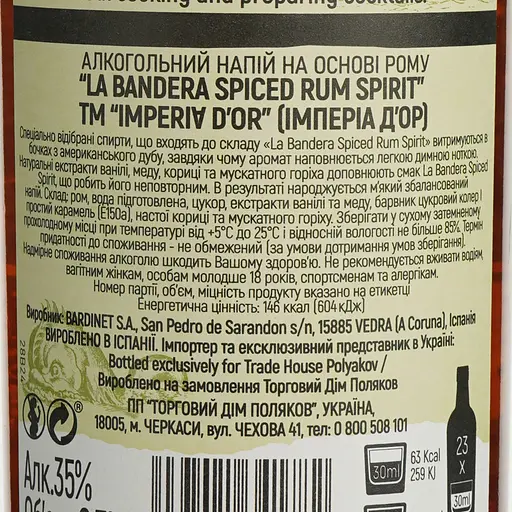 cooking and preparing cocktails.
АЛКОГОЛЬНИЙ НАПІЙ НА ОСНОВІ РОМУ
“LA BANDERA SPICED RUM SPIRIT”
ТМ “IMPERIA D’OR” (ІМПЕРІА Д’ОР)
Спеціально відібрані спирти, що входять до складу «La Bandera Spiced Rum Spirit» витримуються в
бочках з американського дубу, завдяки чому аромат наповнюється легкою димною ноткою.
Натуральні екстракти ванілі, меду, кориці та мускатного горіха доповнюють смак La Bandera Spiced
Spirit, що робить його неповторним. В результаті народжується м’який збалансований
напій. Склад: ром, вода підготовлена, цукор, екстракти ванілі та меду, барвник цукровий колер I
простий карамель (E150a), настої кориці та мускатного горіху. Зберігати у сухому затемненому
прохолодному місці при температурі від +5°C до 25°C і відносній вологості не більше 85%. Термін
придатності до споживання - не обмежений (за умови дотримання умов зберігання).
Надмірне споживання алкоголю шкодить Вашому здоров’ю. Не рекомендується вживати водіям,
вагітним жінкам, особам молодше 18 років, спортсменам та алергікам.
Номер партії, об’єм, міцність продукту вказано на етикетці
Енергетична цінність: 146 ккал (604 кДж)
Виробник: BARDINET S.A., San Pedro de Sarandon s/n, 15885 VEDRA (A Coruna), Іспанія
ВИРОБЛЕНО В ІСПАНІЇ. Імпортер та ексклюзивний представник в Україні:
Bottled exclusively for Trade House Polyakov /
Вироблено на замовлення Торговий Дім Поляков
ПП “ТОРГОВИЙ ДІМ ПОЛЯКОВ”, УКРАЇНА,
18005, м. ЧЕРКАСИ, вул. ЧЕХОВА 41, тел: 0 800 508 101
28B24
Алк.35%
30ml
63 Kcal
259 KJ
23
X
30ml